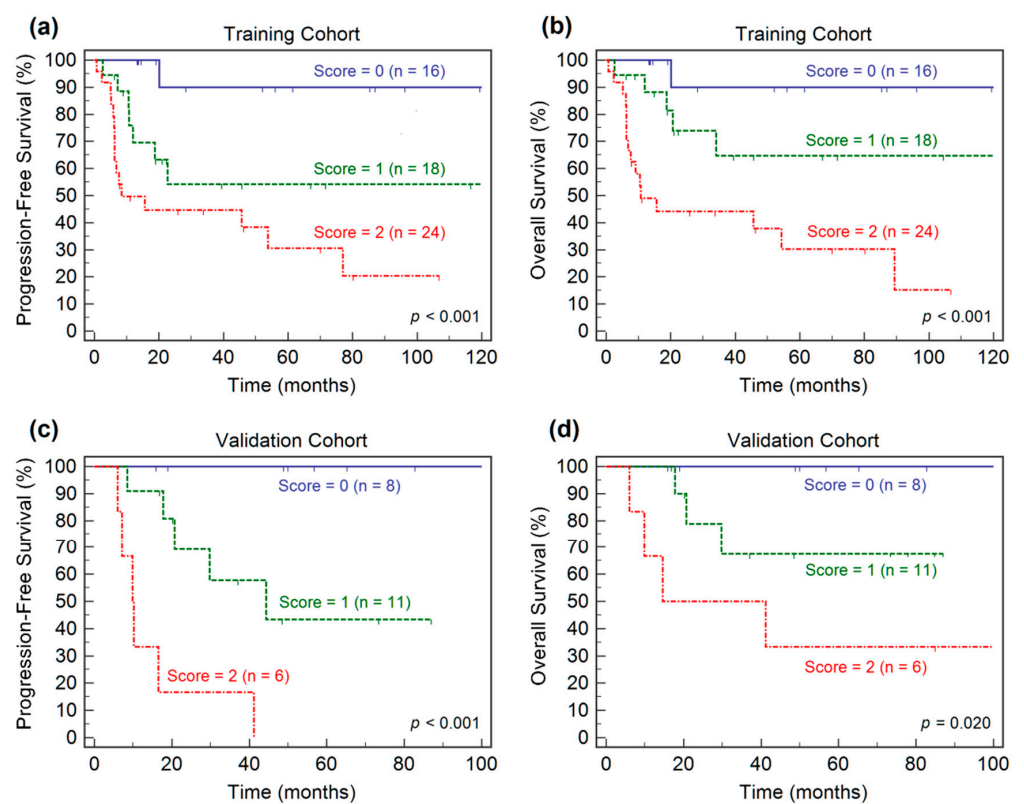 (a)
Training Cohort
Progression-Free Survival (%)
100
90
80
70
60
50
40
30
20
10
0
Score = 0 (n = 16)
Score = 1 (n = 18)
Score = 2 (n = 24)
p < 0.001
0 20 40 60 80 100 120
Time (months)
(b)
Training Cohort
Overall Survival (%)
100
90
80
70
60
50
40
30
20
10
0
Score = 0 (n = 16)
Score = 1 (n = 18)
Score = 2 (n = 24)
p < 0.001
0 20 40 60 80 100 120
Time (months)
(c)
Validation Cohort
Progression-Free Survival (%)
100
90
80
70
60
50
40
30
20
10
0
Score = 0 (n = 8)
Score = 1 (n = 11)
Score = 2 (n = 6)
p < 0.001
0 20 40 60 80 100
Time (months)
(d)
Validation Cohort
Overall Survival (%)
100
90
80
70
60
50
40
30
20
10
0
Score = 0 (n = 8)
Score = 1 (n = 11)
Score = 2 (n = 6)
p = 0.020
0 20 40 60 80 100
Time (months)